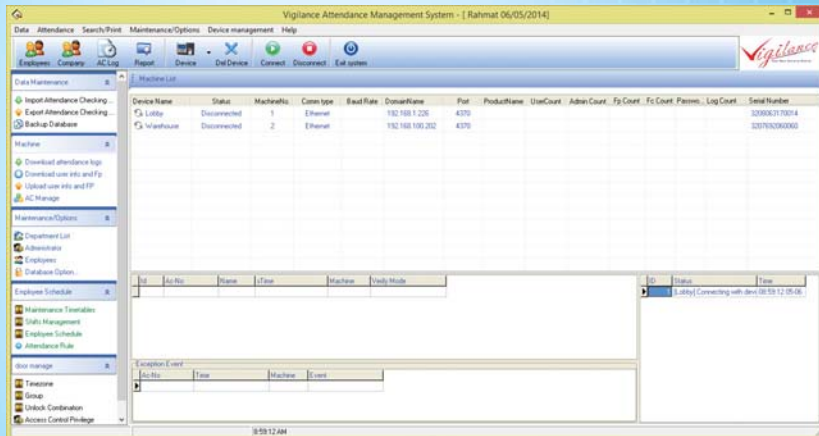 Vigilance Attendance Management System - [ Rahmat 06/05/2014]
Data Attendance Search/Print Maintenance/Options Device management Help
Employees Company AC Log Report Device Del Device Connect Disconnect Exit system
Vigilance
Data Maintenance
Import Attendance Checking ...
Export Attendance Checking ...
Backup Database
Machine
Download attendance logs
Download user info and Fp
Upload user info and FP
AC Manage
Maintenance/Options
Department List
Administrator
Employees
Database Option..
Employee Schedule
Maintenance Timetables
Shifts Management
Employee Schedule
Attendance Rule
door manage
Timezone
Group
Unlock Combination
Access Control Privilege
Machine List
Device Name Status MachineNo. Comm type Baud Rate DomainName Port ProductName UserCount Admin Count Fp Count Fc Count Passwo... Log Count Serial Number
Lobby Disconnected 1 Ethernet 192.168.1.226 4370 3208063170014
Warehouse Disconnected 2 Ethernet 192.168.100.202 4370 3207692060060
Id Ac-No Name sTime Machine Verify Mode
ID Status Time
1 [Lobby] Connecting with devi 08:59:12 05-06
Exception Event
Ac-No Time Machine Event
8:59:12 AM